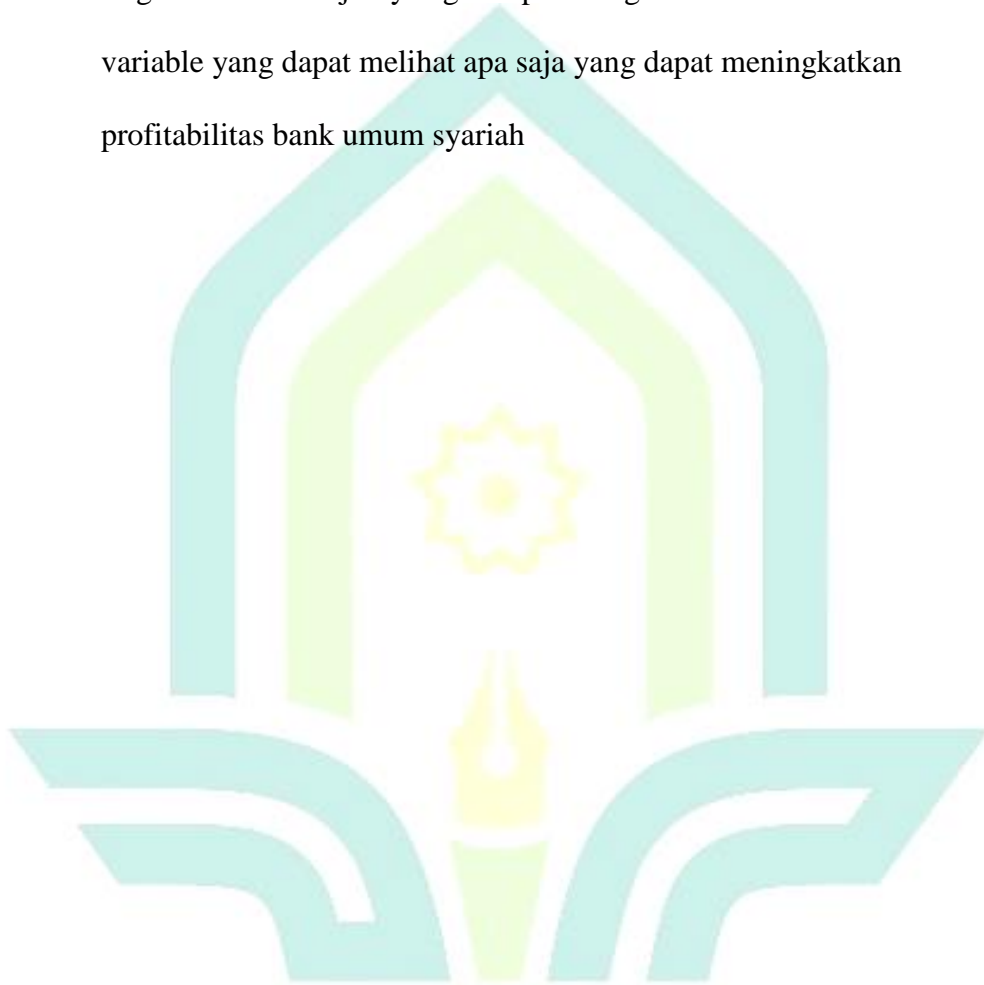 variable yang dapat melihat apa saja yang dapat meningkatkan
profitabilitas bank umum syariah